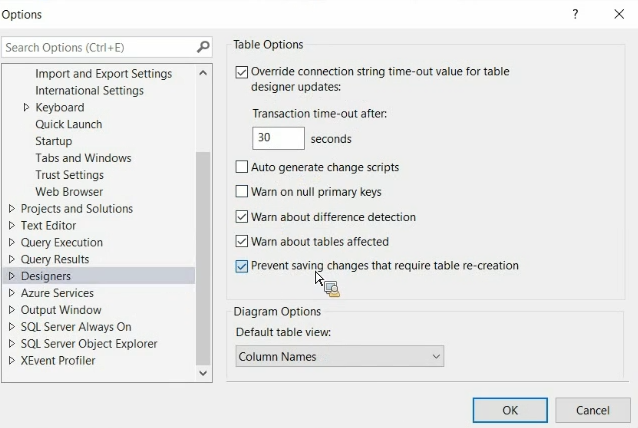 Options
?
Search Options (Ctrl+E)
Import and Export Settings
International Settings
Keyboard
Quick Launch
Startup
Tabs and Windows
Trust Settings
Web Browser
Projects and Solutions
Text Editor
Query Execution
Query Results
Designers
Azure Services
Output Window
SQL Server Always On
SQL Server Object Explorer
XEvent Profiler
Table Options
Override connection string time-out value for table
designer updates:
Transaction time-out after:
30 seconds
Auto generate change scripts
Warn on null primary keys
Warn about difference detection
Warn about tables affected
Prevent saving changes that require table re-creation
Diagram Options
Default table view:
Column Names
OK Cancel